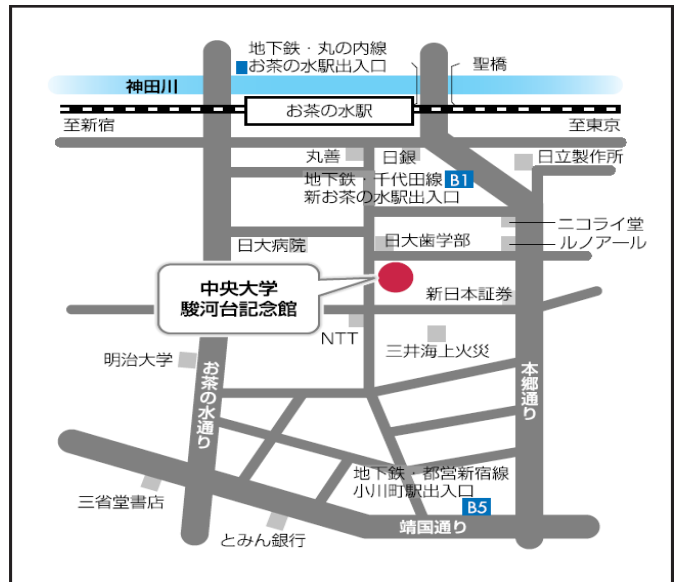 地下鉄・丸の内線
お茶の水駅出入口
聖橋
神田川
お茶の水駅
至新宿
至東京
丸善
日銀
日立製作所
地下鉄・千代田線 B1
新お茶の水駅出入口
ニコライ堂
日大病院
日大歯学部
ルノアール
中央大学
駿河台記念館
新日本証券
NTT
三井海上火災
明治大学
お茶の水通り
本郷通り
地下鉄・都営新宿線
小川町駅出入口
B5
三省堂書店
とみん銀行
靖国通り